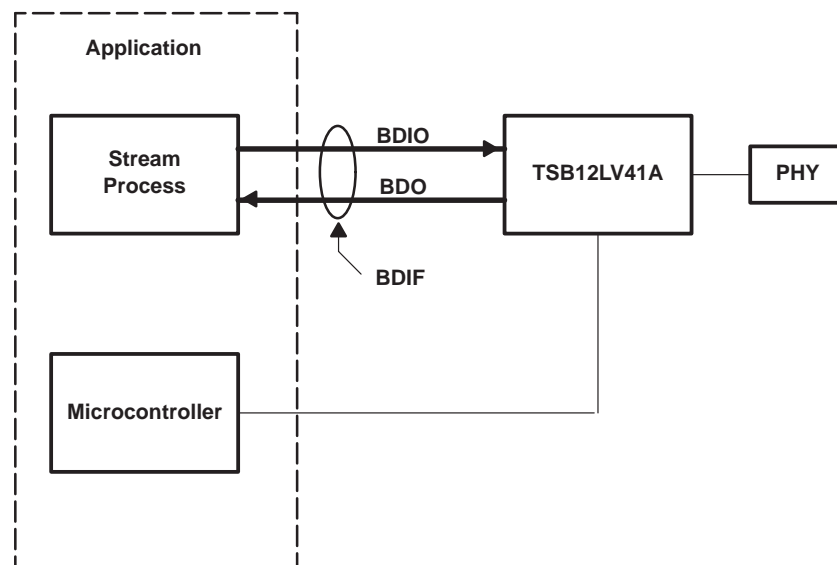 Application
Stream
Process
BDIO
BDO
TSB12LV41A
PHY
BDIF
Microcontroller